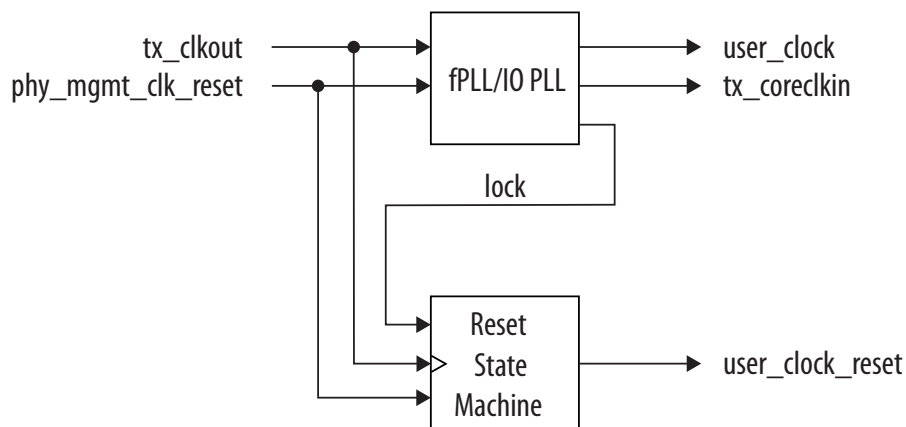 tx_clkout
phy_mgmt_clk_reset
fPLL/IO PLL
user_clock
tx_coreclkin
lock
Reset
State
Machine
user_clock_reset